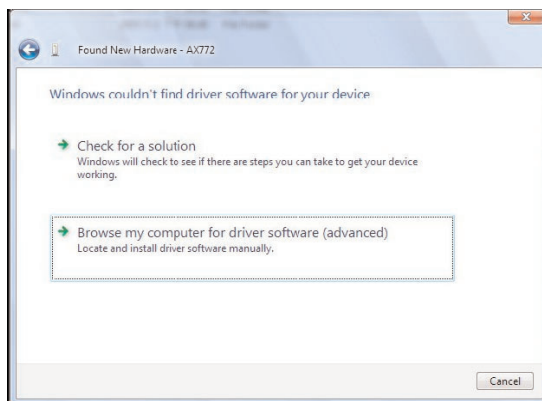 Found New Hardware - AX772
Windows couldn't find driver software for your device
Check for a solution
Windows will check to see if there are steps you can take to get your device
working.
Browse my computer for driver software (advanced)
Locate and install driver software manually.
Cancel